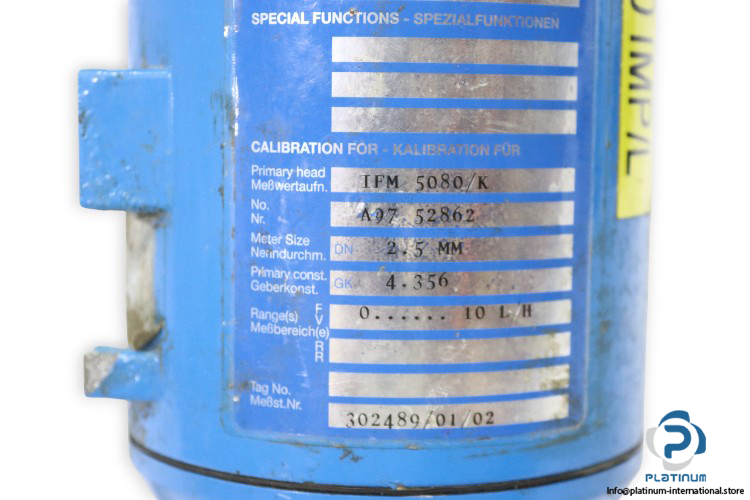 SPECIAL FUNCTIONS - SPEZIALFUNKTIONEN
IMP/L
CALIBRATION FOR - KALIBRATION FÜR
Primary head
Meßwertaufn.
IFM 5080/K
No.
Nr.
A97 52862
Meter Size
Nenndurchm.
DN 2.5 MM
Primary const.
Geberkonst.
GK 4.356
Range(s) F
V
Meßbereich(e)
0...... 10 L/H
R
R
Tag No.
Meßst.Nr.
302489/01/02
PLATINUM
INTERNATIONAL
Info@platinum-international.store